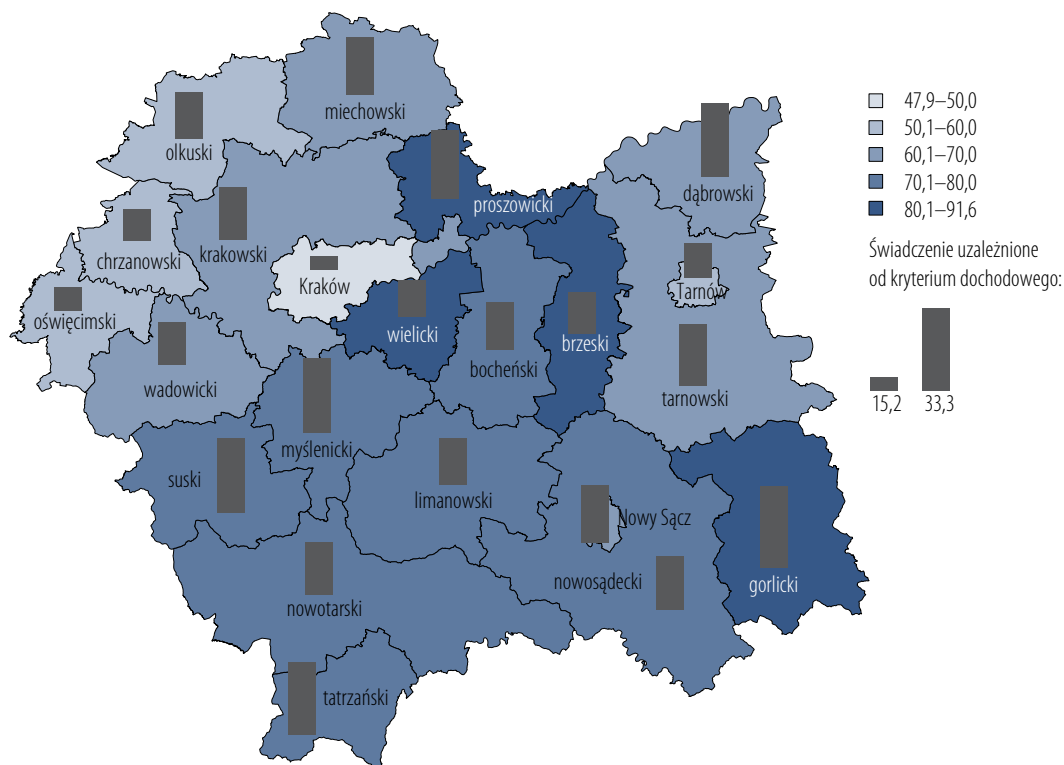 miechowski
olkuski
dąbrowski
proszowicki
krakowski
chrzanowski
Kraków
Tarnów
oświęcimski
wielicki
brzeski
bocheński
wadowicki
tarnowski
myślenicki
suski
limanowski
Nowy Sącz
nowosądecki
gorlicki
nowotarski
tatrzański
47,9–50,0
50,1–60,0
60,1–70,0
70,1–80,0
80,1–91,6
Świadczenie uzależnione
od kryterium dochodowego:
15,2 33,3